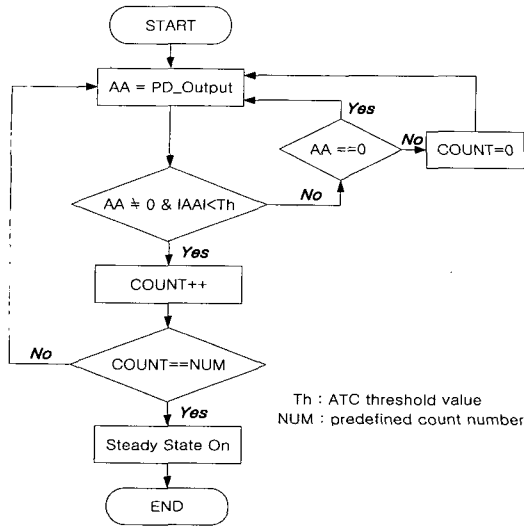 START
AA = PD_Output
Yes
AA ==0
No
COUNT=0
AA ≠ 0 & |AA|<Th
No
Yes
COUNT++
No
COUNT==NUM
Th : ATC threshold value
NUM : predefined count number
Yes
Steady State On
END